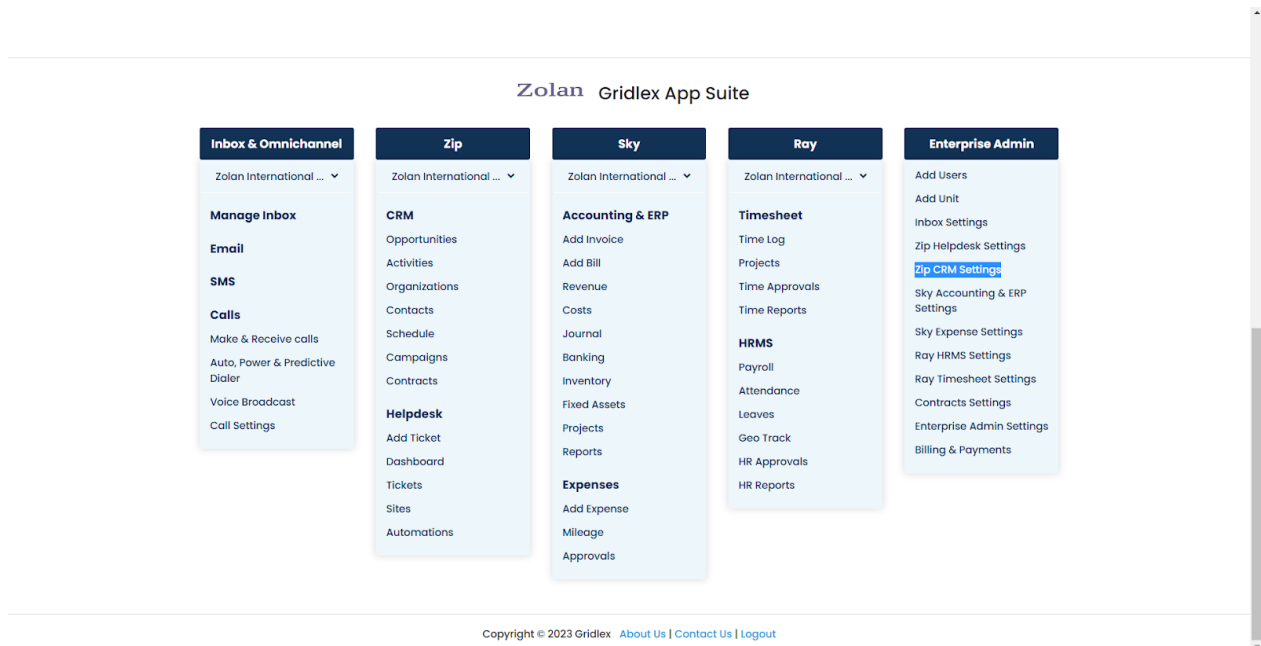 Zolan Gridlex App Suite
Inbox & Omnichannel
Zolan International ...
Manage Inbox
Email
SMS
Calls
Make & Receive calls
Auto, Power & Predictive
Dialer
Voice Broadcast
Call Settings
Zip
Zolan International ...
CRM
Opportunities
Activities
Organizations
Contacts
Schedule
Campaigns
Contracts
Helpdesk
Add Ticket
Dashboard
Tickets
Sites
Automations
Sky
Zolan International ...
Accounting & ERP
Add Invoice
Add Bill
Revenue
Costs
Journal
Banking
Inventory
Fixed Assets
Projects
Reports
Expenses
Add Expense
Mileage
Approvals
Ray
Zolan International ...
Timesheet
Time Log
Projects
Time Approvals
Time Reports
HRMS
Payroll
Attendance
Leaves
Geo Track
HR Approvals
HR Reports
Enterprise Admin
Add Users
Add Unit
Inbox Settings
Zip Helpdesk Settings
Zip CRM Settings
Sky Accounting & ERP
Settings
Sky Expense Settings
Ray HRMS Settings
Ray Timesheet Settings
Contracts Settings
Enterprise Admin Settings
Billing & Payments
Copyright © 2023 Gridlex About Us | Contact Us | Logout